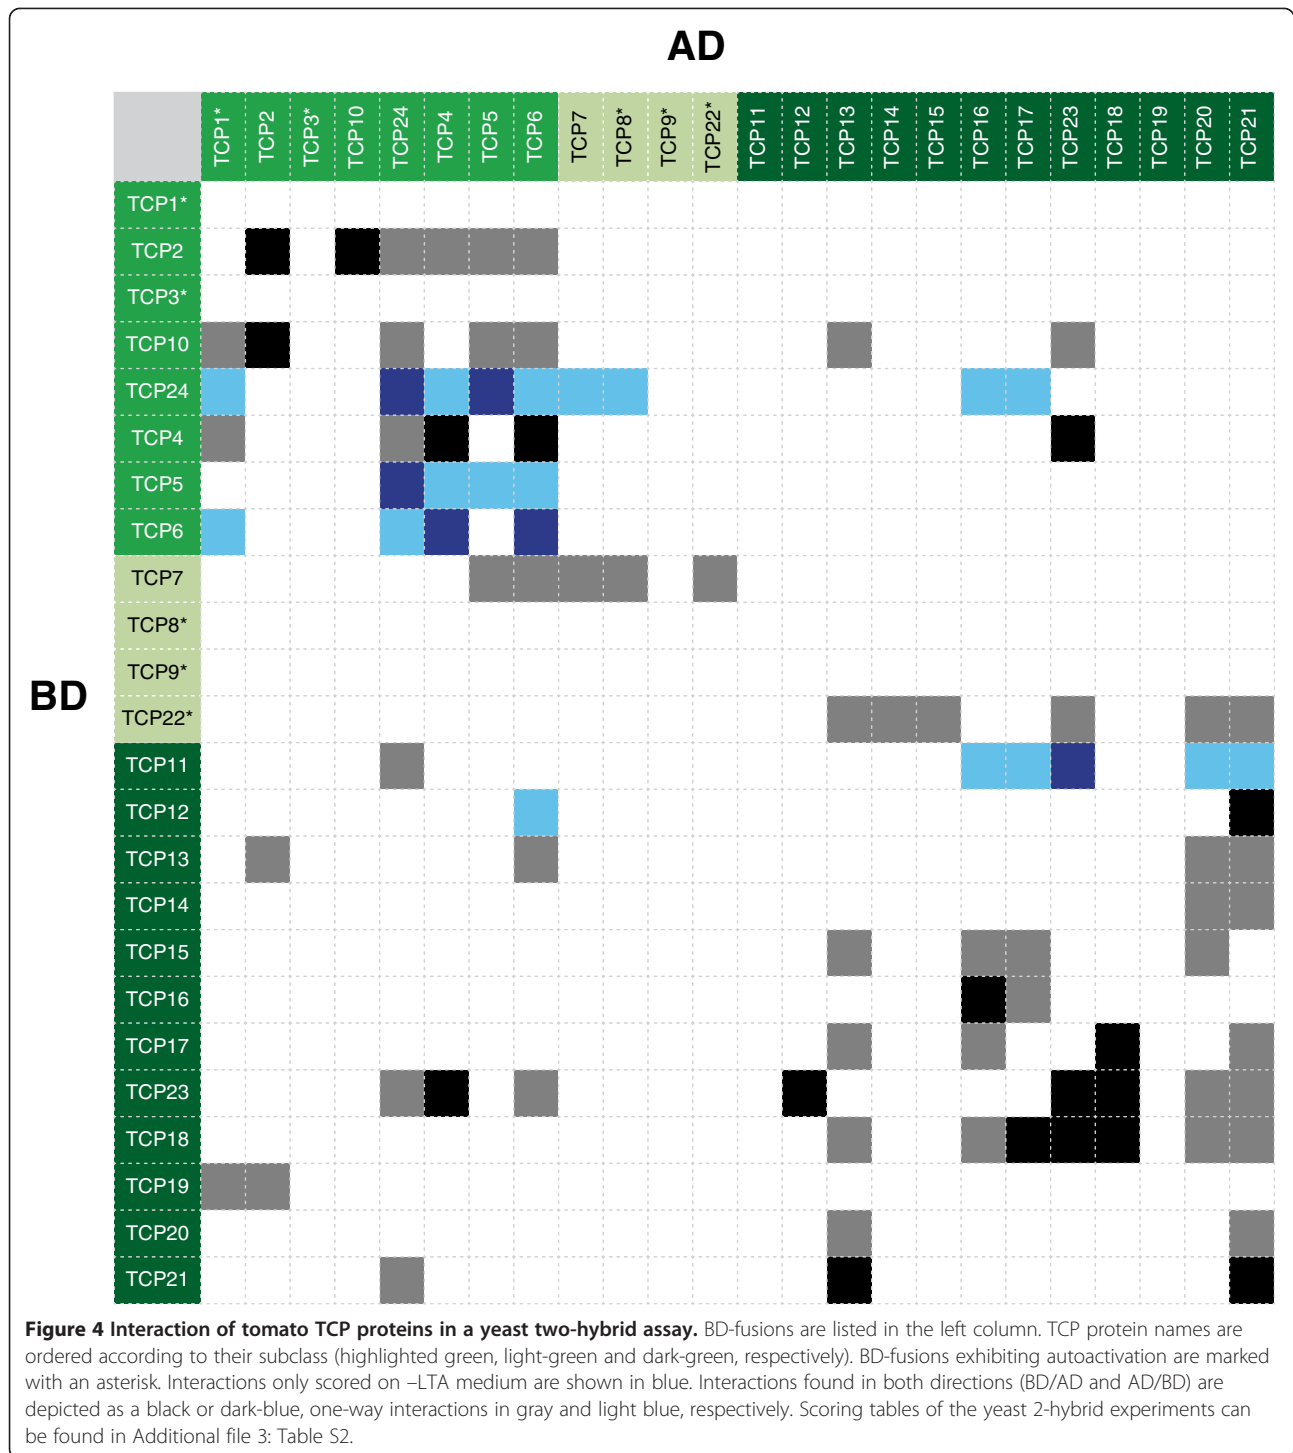 AD
TCP1* TCP2 TCP3* TCP10 TCP24 TCP4 TCP5 TCP6 TCP7 TCP8* TCP9* TCP22* TCP11 TCP12 TCP13 TCP14 TCP15 TCP16 TCP17 TCP23 TCP18 TCP19 TCP20 TCP21
BD
TCP1*
TCP2
TCP3*
TCP10
TCP24
TCP4
TCP5
TCP6
TCP7
TCP8*
TCP9*
TCP22*
TCP11
TCP12
TCP13
TCP14
TCP15
TCP16
TCP17
TCP23
TCP18
TCP19
TCP20
TCP21
Figure 4 Interaction of tomato TCP proteins in a yeast two-hybrid assay. BD-fusions are listed in the left column. TCP protein names are
ordered according to their subclass (highlighted green, light-green and dark-green, respectively). BD-fusions exhibiting autoactivation are marked
with an asterisk. Interactions only scored on –LTA medium are shown in blue. Interactions found in both directions (BD/AD and AD/BD) are
depicted as a black or dark-blue, one-way interactions in gray and light blue, respectively. Scoring tables of the yeast 2-hybrid experiments can
be found in Additional file 3: Table S2.